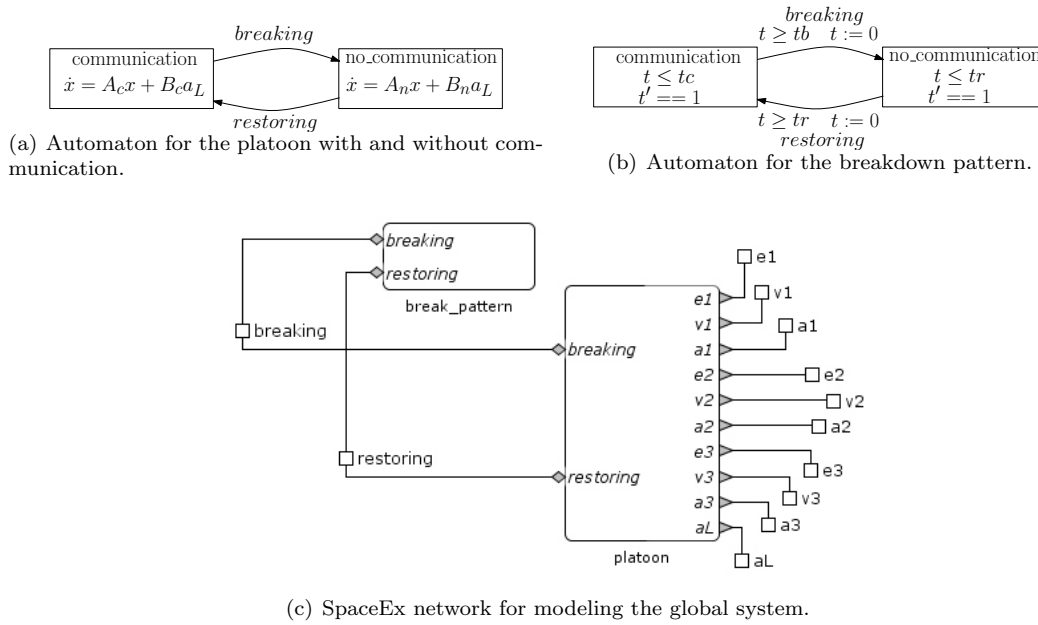 breaking
communication
ẋ = A_c x + B_c a_L
no_communication
ẋ = A_n x + B_n a_L
restoring
(a) Automaton for the platoon with and without com-
munication.
breaking
t ≥ tb t := 0
communication
t ≤ tc
t′ == 1
no_communication
t ≤ tr
t′ == 1
t ≥ tr t := 0
restoring
(b) Automaton for the breakdown pattern.
breaking
restoring
break_pattern
breaking
restoring
breaking
restoring
e1
v1
a1
e2
v2
a2
e3
v3
a3
aL
platoon
e1
v1
a1
e2
v2
a2
e3
v3
a3
aL
(c) SpaceEx network for modeling the global system.